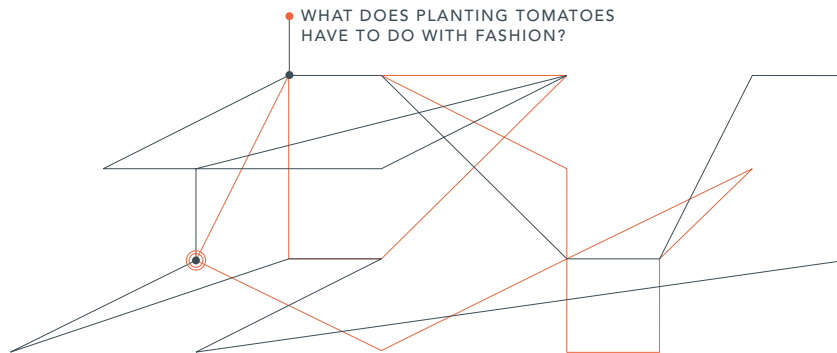 WHAT DOES PLANTING TOMATOES
HAVE TO DO WITH FASHION?